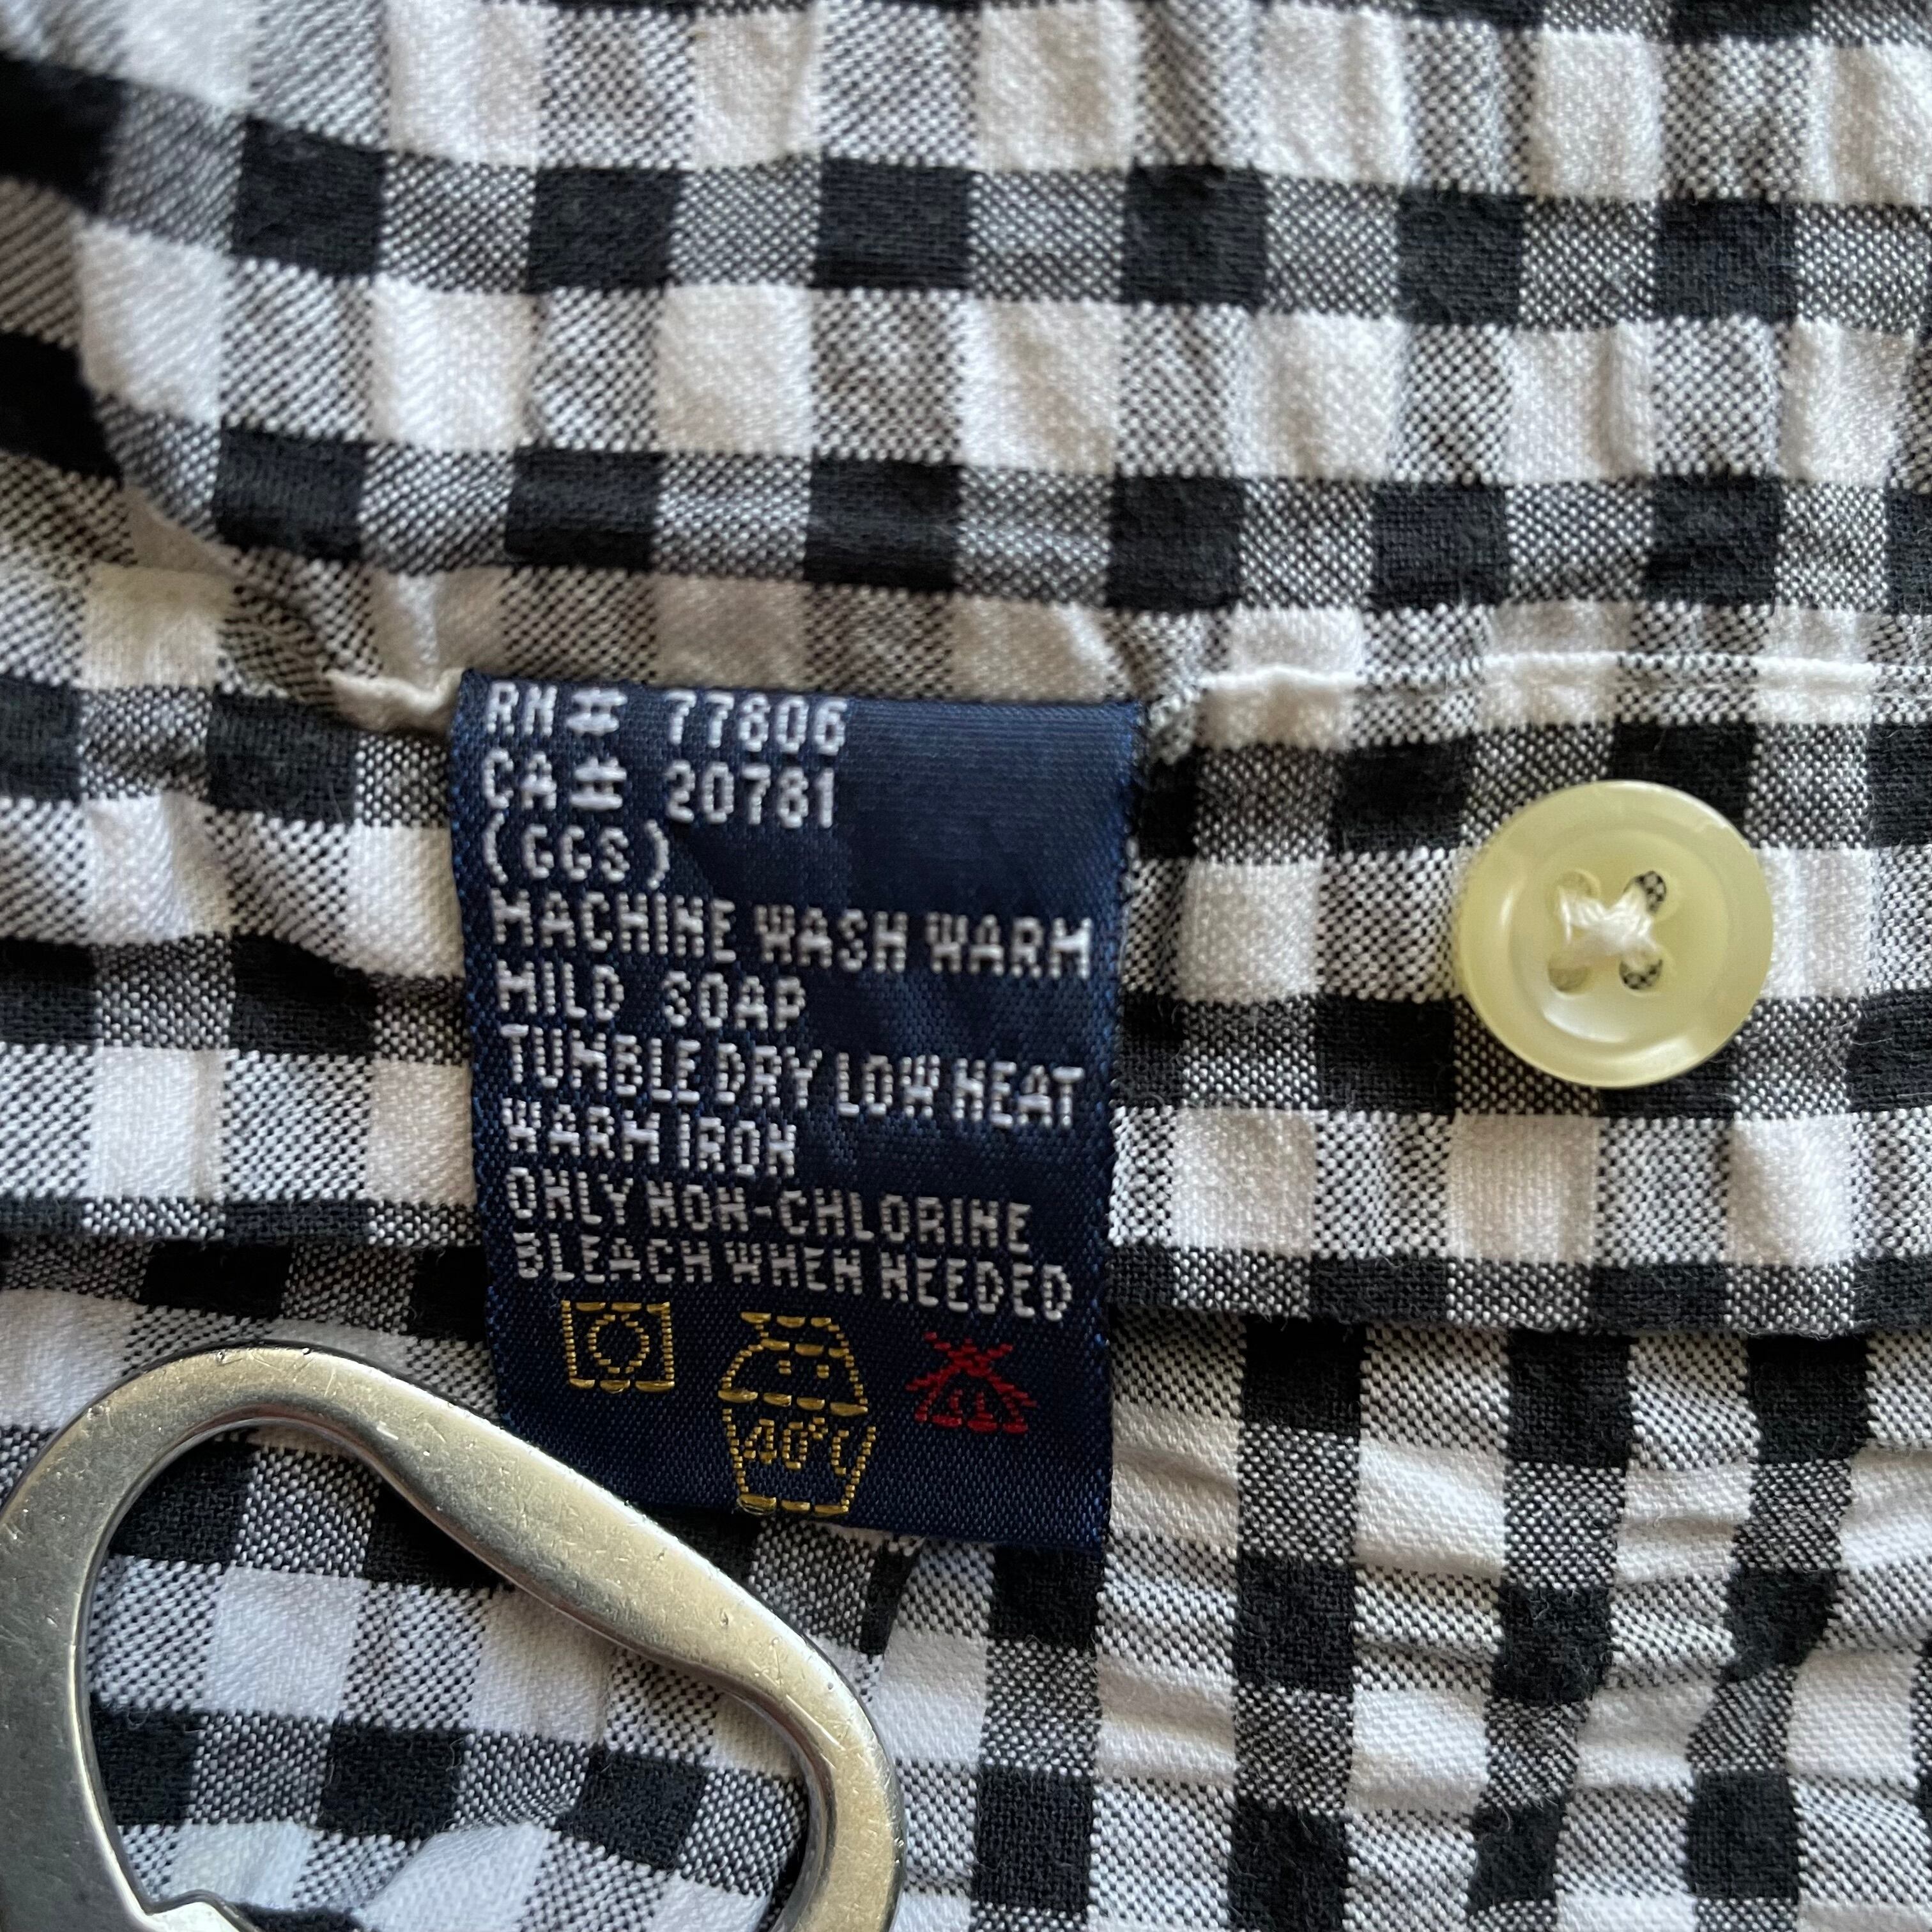 RN# 77806
CA# 20781
(GGS)
MACHINE WASH WARM
MILD SOAP
TUMBLE DRY LOW HEAT
WARM IRON
ONLY NON-CHLORINE
BLEACH WHEN NEEDED
40°C